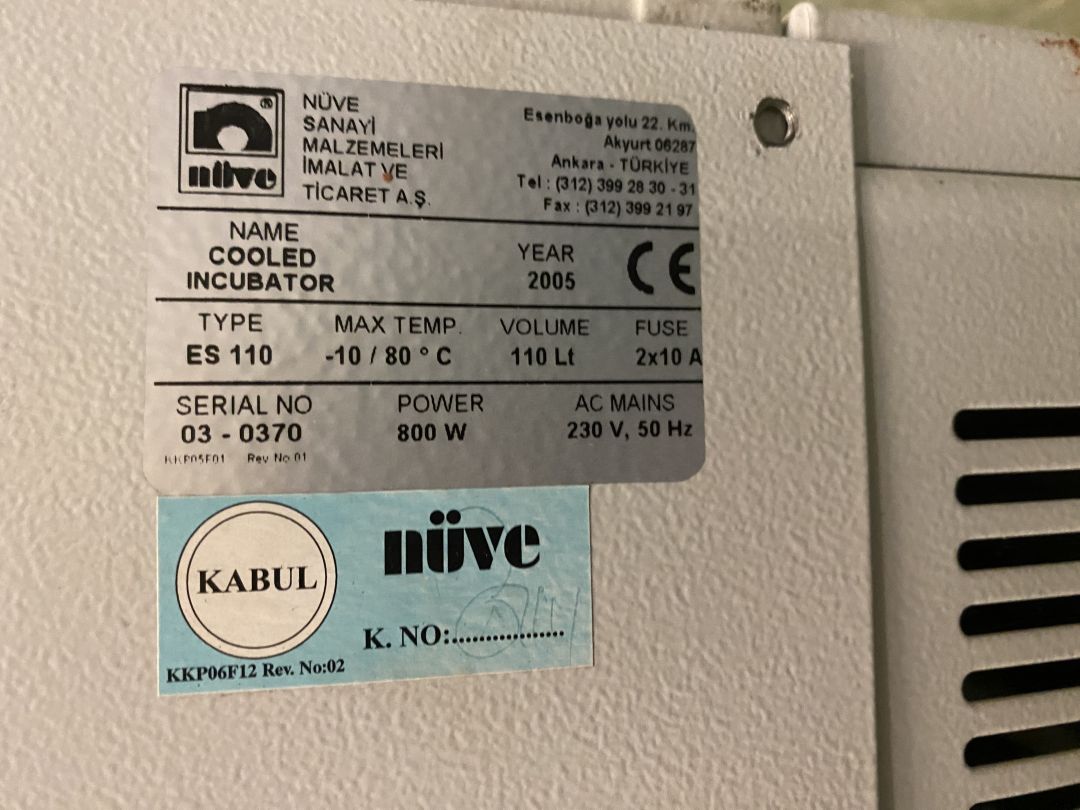 nüve
NÜVE
SANAYİ
MALZEMELERİ
İMALAT VE
TİCARET A.Ş.
Esenboğa yolu 22. Km.
Akyurt 06287
Ankara - TÜRKİYE
Tel : (312) 399 28 30 - 31
Fax : (312) 399 21 97
NAME
COOLED
INCUBATOR
YEAR
2005
CE
TYPE MAX TEMP. VOLUME FUSE
ES 110 -10 / 80 ° C 110 Lt 2x10 A
SERIAL NO POWER AC MAINS
03 - 0370 800 W 230 V, 50 Hz
KKP05F01 Rev No 01
KABUL
nüve
K. NO:..................
KKP06F12 Rev. No:02